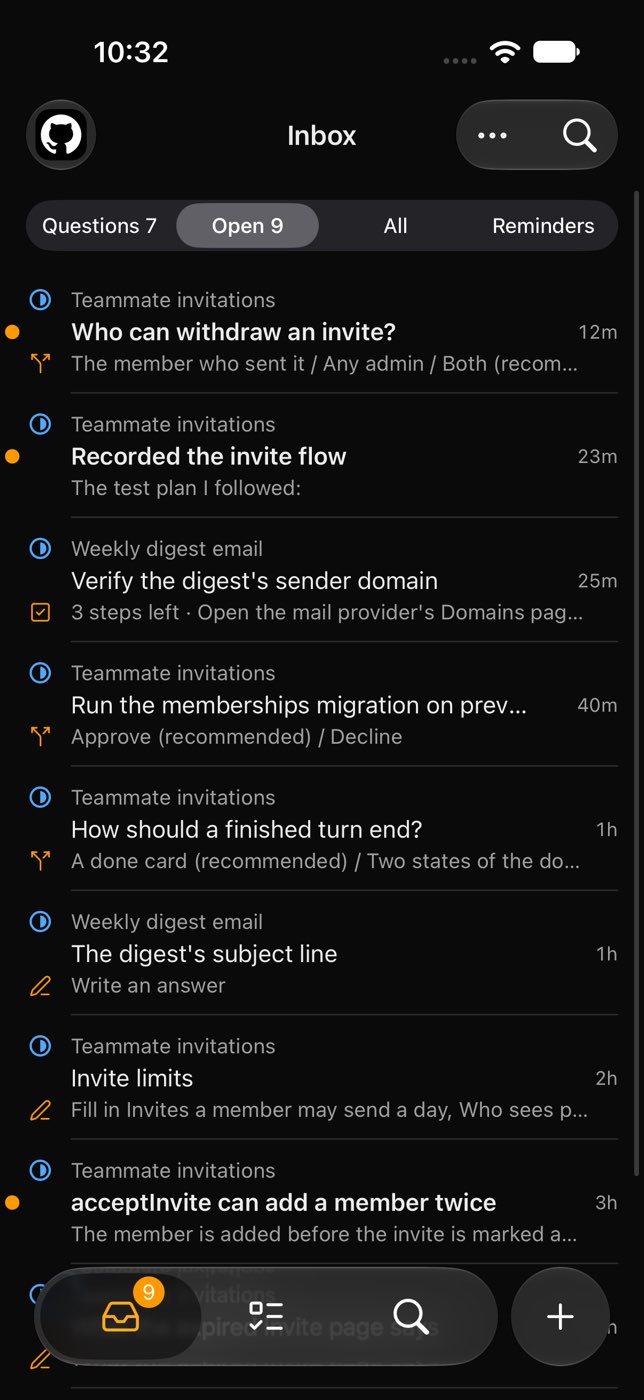 10:32
Inbox
Questions 7
Open 9
All
Reminders
Teammate invitations
Who can withdraw an invite?
12m
The member who sent it / Any admin / Both (recom...
Teammate invitations
Recorded the invite flow
23m
The test plan I followed:
Weekly digest email
Verify the digest's sender domain
25m
3 steps left · Open the mail provider's Domains pag...
Teammate invitations
Run the memberships migration on prev...
40m
Approve (recommended) / Decline
Teammate invitations
How should a finished turn end?
1h
A done card (recommended) / Two states of the do...
Weekly digest email
The digest's subject line
1h
Write an answer
Teammate invitations
Invite limits
2h
Fill in Invites a member may send a day, Who sees p...
Teammate invitations
acceptInvite can add a member twice
3h
The member is added before the invite is marked a...
9
invite page says